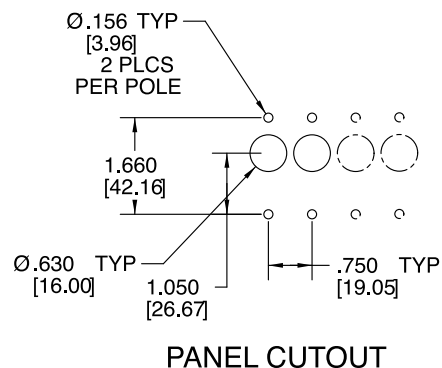 Ø.156 TYP
[3.96]
2 PLCS
PER POLE
1.660
[42.16]
Ø.630 TYP
[16.00]
1.050
[26.67]
.750 TYP
[19.05]
PANEL CUTOUT